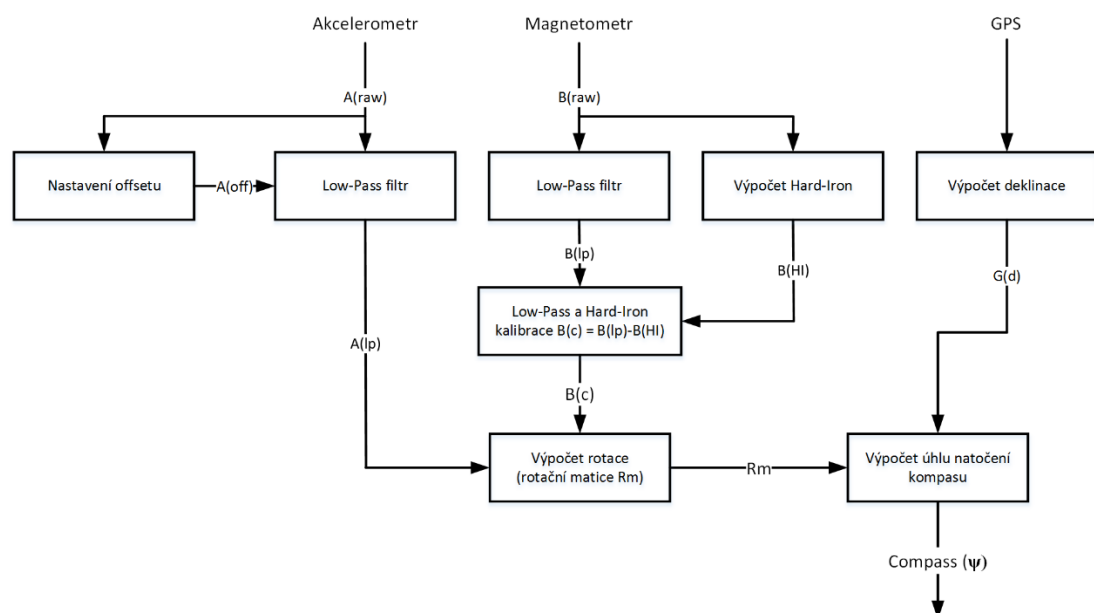 Akcelerometr
Magnetometr
GPS
A(raw)
B(raw)
Nastavení offsetu
A(off)
Low-Pass filtr
Low-Pass filtr
Výpočet Hard-Iron
Výpočet deklinace
B(lp)
B(HI)
G(d)
Low-Pass a Hard-Iron
kalibrace B(c) = B(lp)-B(HI)
A(lp)
B(c)
Výpočet rotace
(rotační matice Rm)
Rm
Výpočet úhlu natočení
kompasu
Compass (ψ)